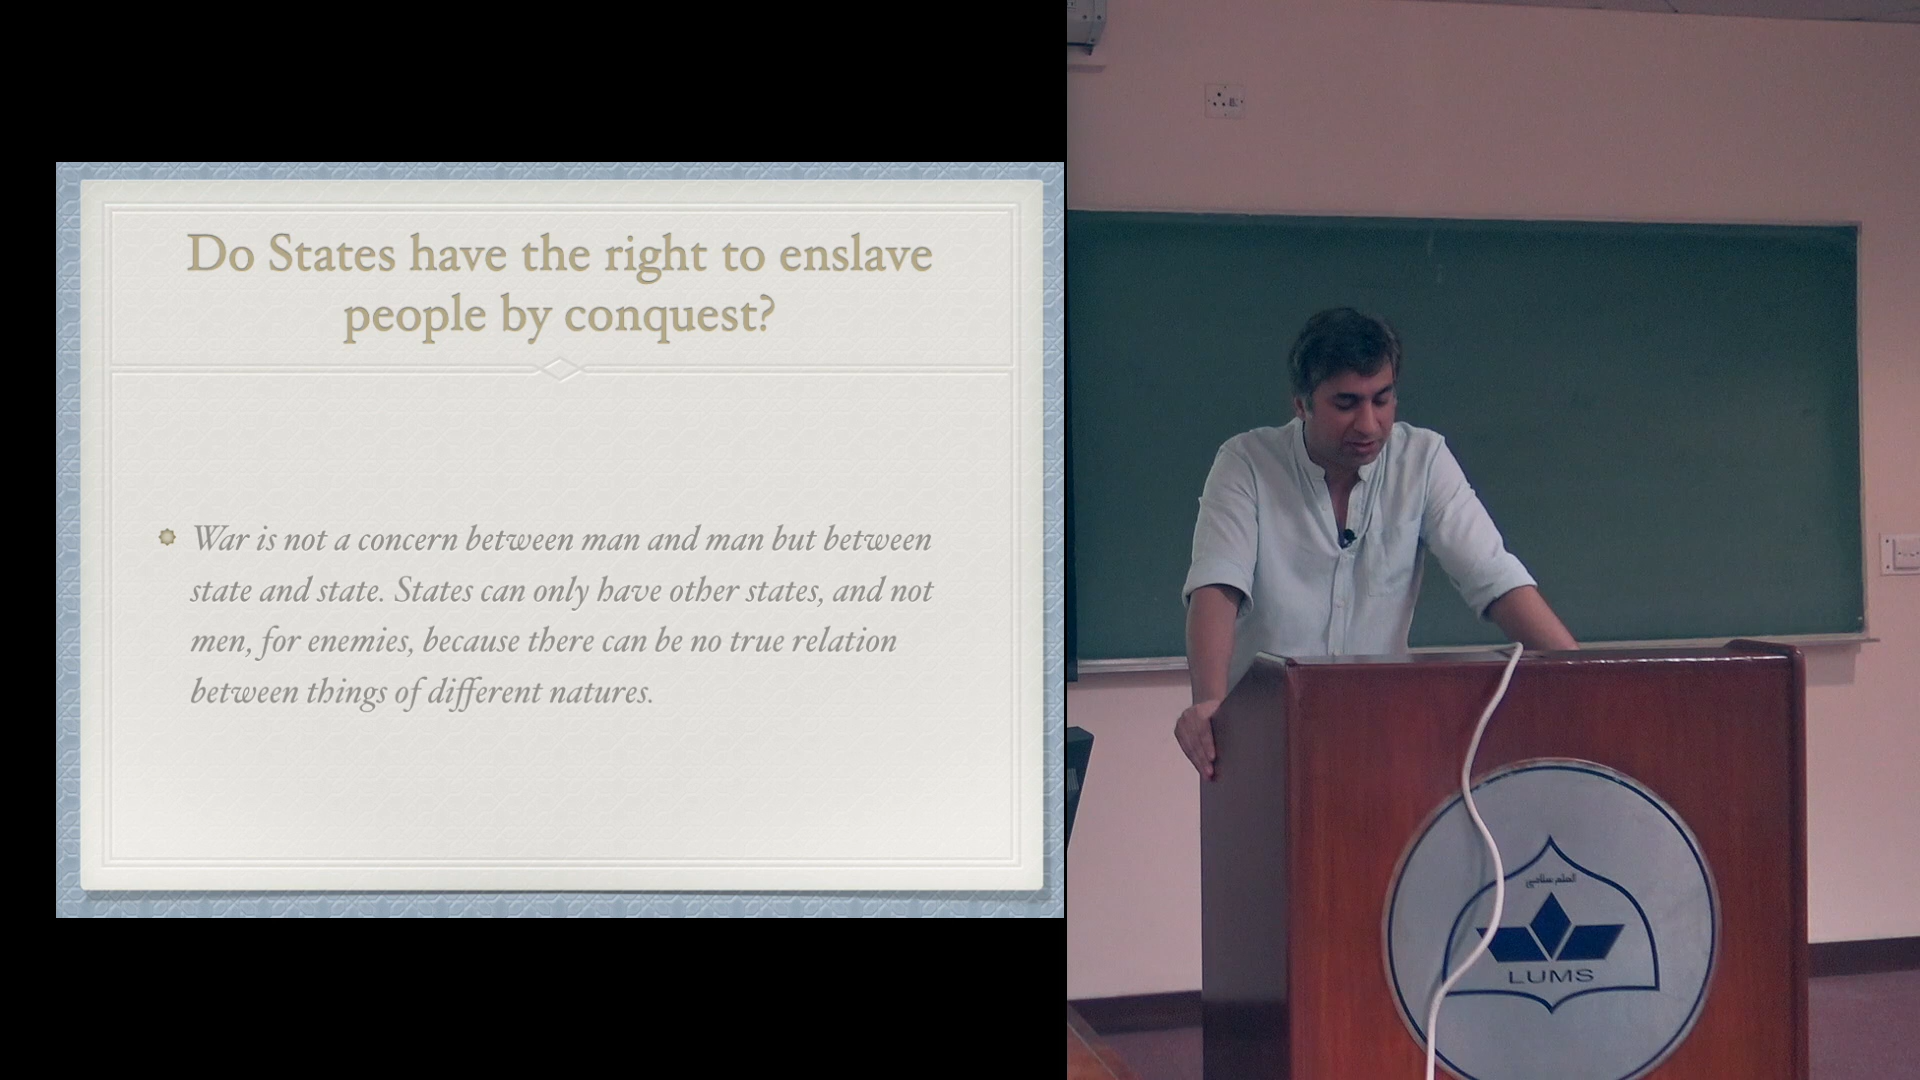 Do States have the right to enslave
people by conquest?
War is not a concern between man and man but between
state and state. States can only have other states, and not
men, for enemies, because there can be no true relation
between things of different natures.
LUMS